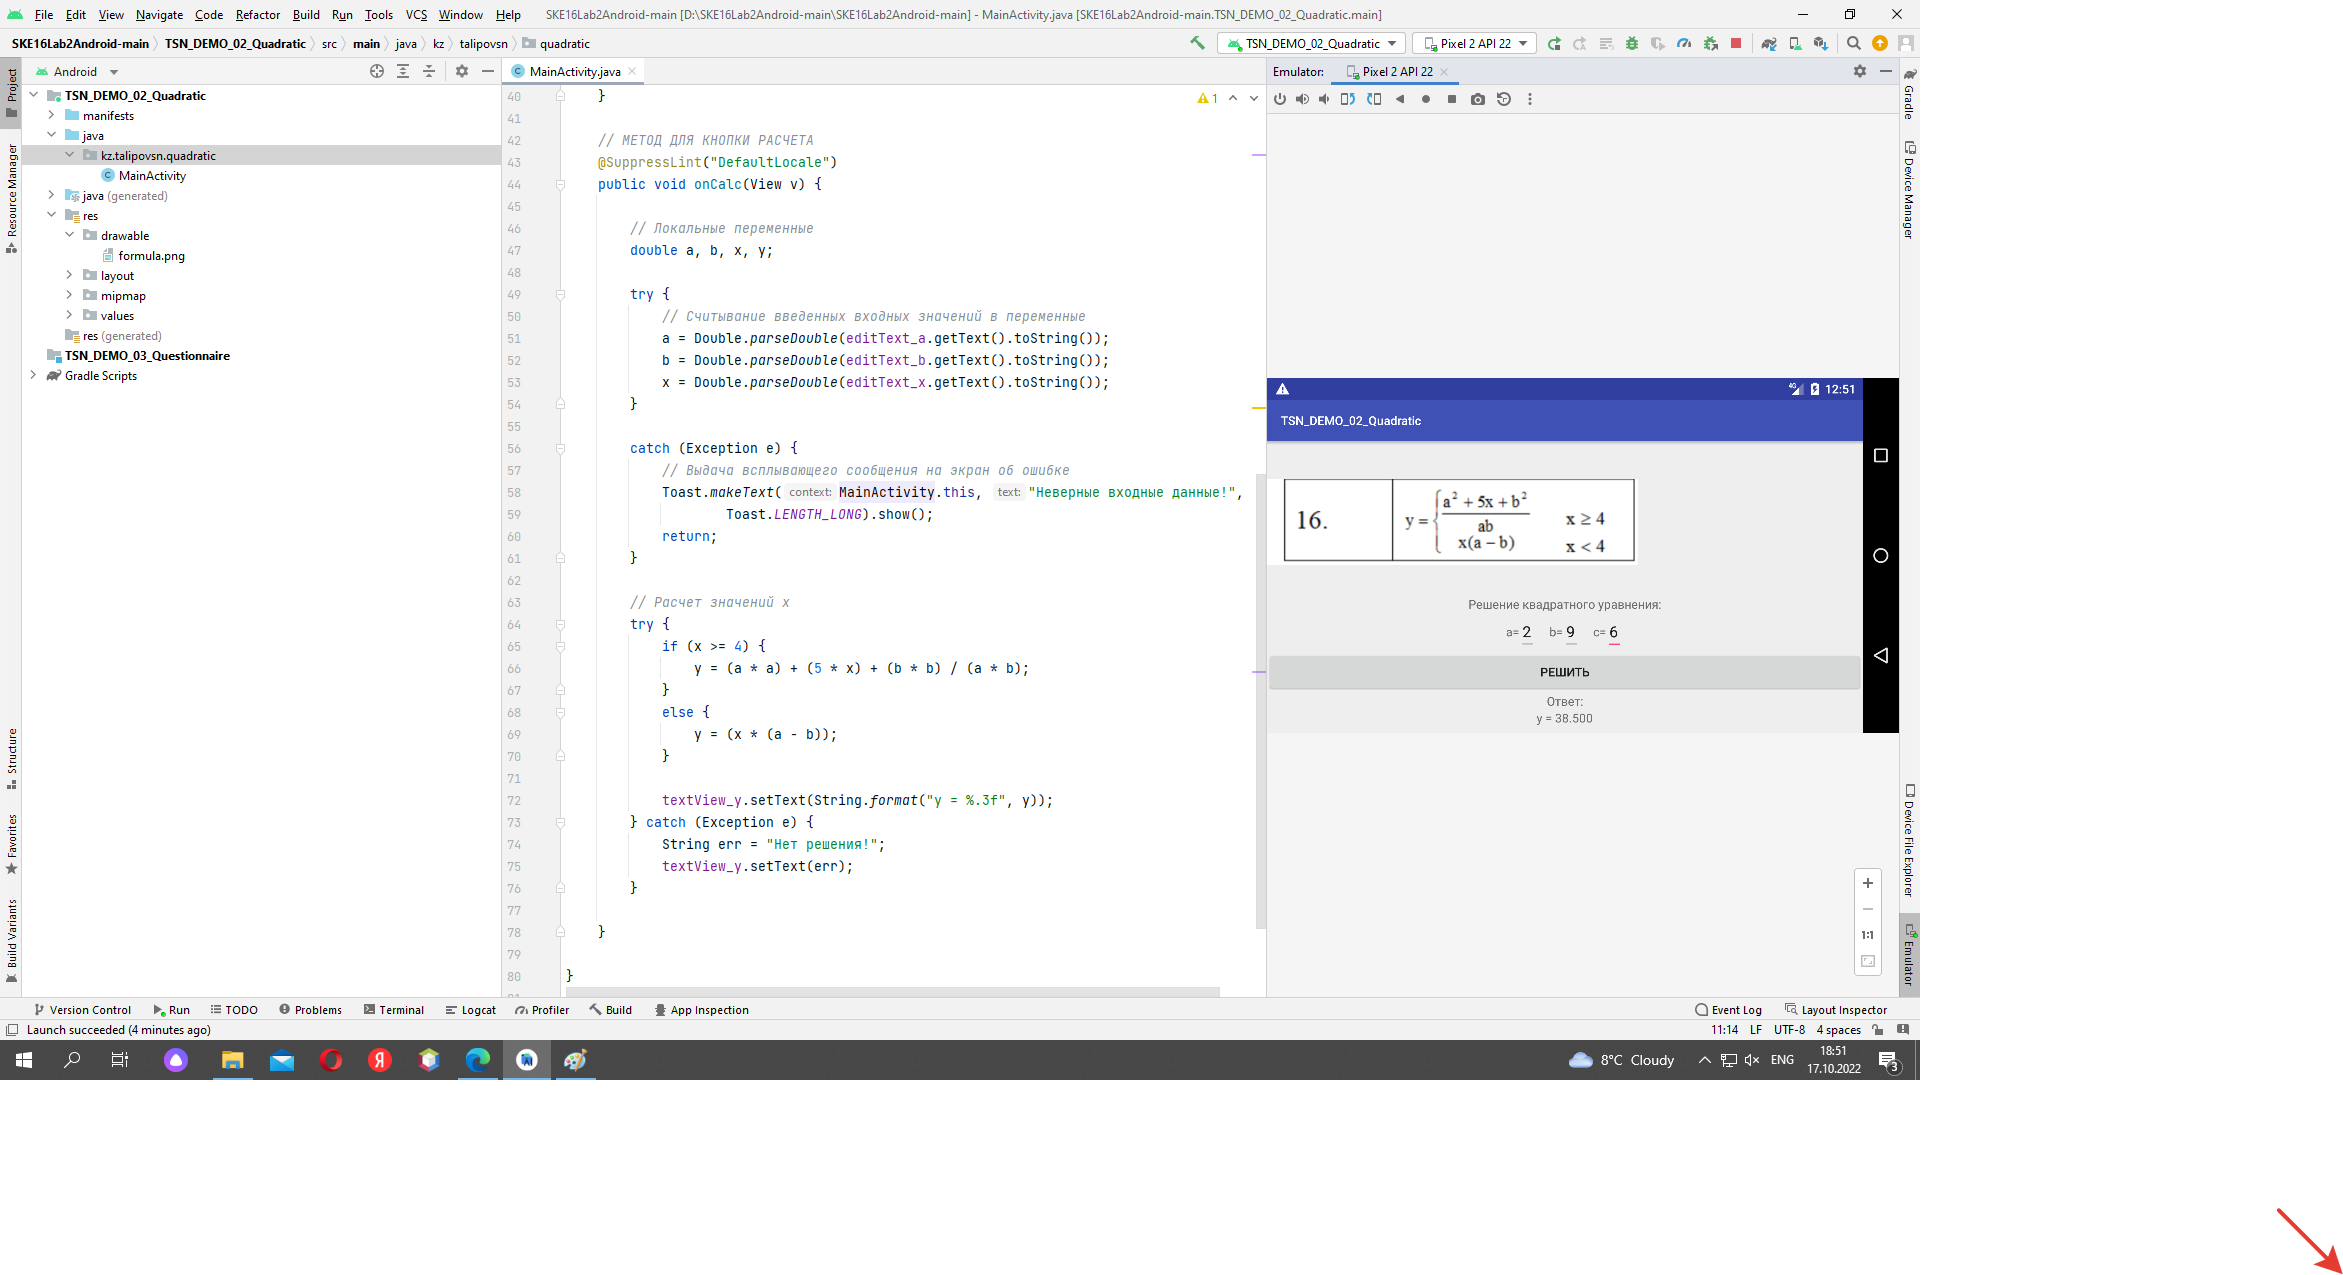 File Edit View Navigate Code Refactor Build Run Tools VCS Window Help SKE16Lab2Android-main [D:\SKE16Lab2Android-main\SKE16Lab2Android-main] - MainActivity.java [SKE16Lab2Android-main.TSN_DEMO_02_Quadratic.main]
SKE16Lab2Android-main TSN_DEMO_02_Quadratic src main java kz talipovsn quadratic TSN_DEMO_02_Quadratic Pixel 2 API 22
Project
Resource Manager
Structure
Favorites
Build Variants
Android
TSN_DEMO_02_Quadratic
manifests
java
kz.talipovsn.quadratic
MainActivity
java (generated)
res
drawable
formula.png
layout
mipmap
values
res (generated)
TSN_DEMO_03_Questionnaire
Gradle Scripts
MainActivity.java
1
40 }
41
42 // МЕТОД ДЛЯ КНОПКИ РАСЧЕТА
43 @SuppressLint("DefaultLocale")
44 public void onCalc(View v) {
45
46 // Локальные переменные
47 double a, b, x, y;
48
49 try {
50 // Считывание введенных входных значений в переменные
51 a = Double.parseDouble(editText_a.getText().toString());
52 b = Double.parseDouble(editText_b.getText().toString());
53 x = Double.parseDouble(editText_x.getText().toString());
54 }
55
56 catch (Exception e) {
57 // Выдача всплывающего сообщения на экран об ошибке
58 Toast.makeText( context: MainActivity.this, text: "Неверные входные данные!",
59 Toast.LENGTH_LONG).show();
60 return;
61 }
62
63 // Расчет значений x
64 try {
65 if (x >= 4) {
66 y = (a * a) + (5 * x) + (b * b) / (a * b);
67 }
68 else {
69 y = (x * (a - b));
70 }
71
72 textView_y.setText(String.format("y = %.3f", y));
73 } catch (Exception e) {
74 String err = "Нет решения!";
75 textView_y.setText(err);
76 }
77
78 }
79
80 }
Emulator: Pixel 2 API 22
4G 12:51
TSN_DEMO_02_Quadratic
16. y = { a² + 5x + b²
ab x ≥ 4
x(a – b) x < 4
Решение квадратного уравнения:
a= 2 b= 9 c= 6
РЕШИТЬ
Ответ:
y = 38.500
1:1
Gradle
Device Manager
Device File Explorer
Emulator
Version Control Run TODO Problems Terminal Logcat Profiler Build App Inspection Event Log Layout Inspector
Launch succeeded (4 minutes ago) 11:14 LF UTF-8 4 spaces
Я 8°C Cloudy ENG 18:51
17.10.2022 3